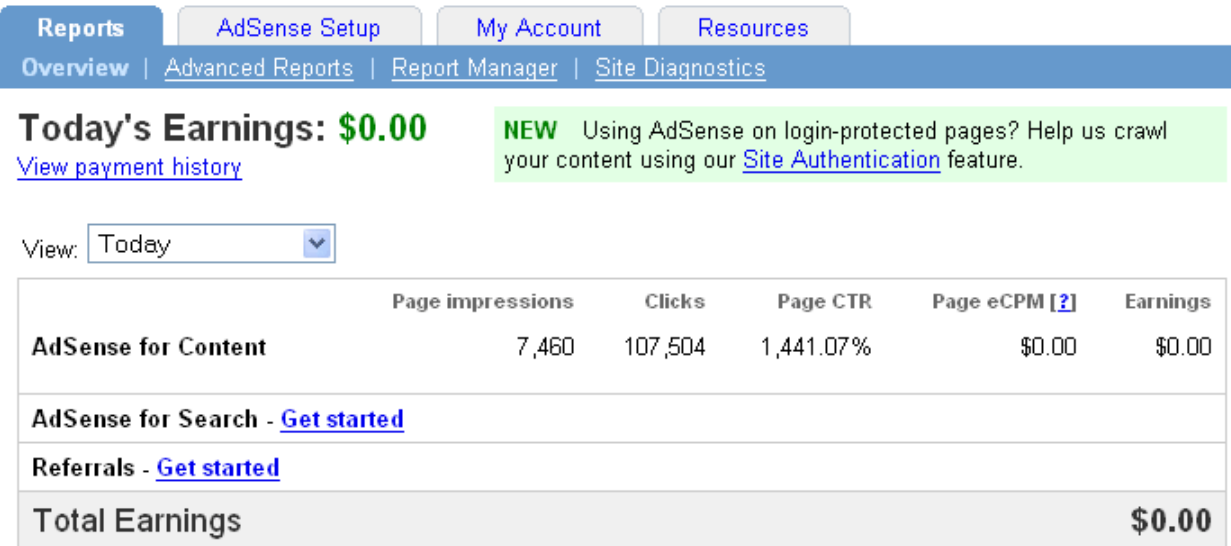 Reports AdSense Setup My Account Resources
Overview | Advanced Reports | Report Manager | Site Diagnostics
Today's Earnings: $0.00
View payment history
NEW Using AdSense on login-protected pages? Help us crawl
your content using our Site Authentication feature.
View: Today
Page impressions Clicks Page CTR Page eCPM [?] Earnings
AdSense for Content 7,460 107,504 1,441.07% $0.00 $0.00
AdSense for Search - Get started
Referrals - Get started
Total Earnings $0.00